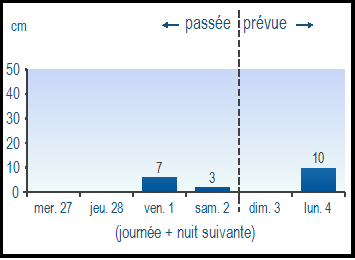 ← passée prévue →
cm
50
40
30
20
10
0
7
3
10
mer. 27 jeu. 28 ven. 1 sam. 2 dim. 3 lun. 4
(journée + nuit suivante)